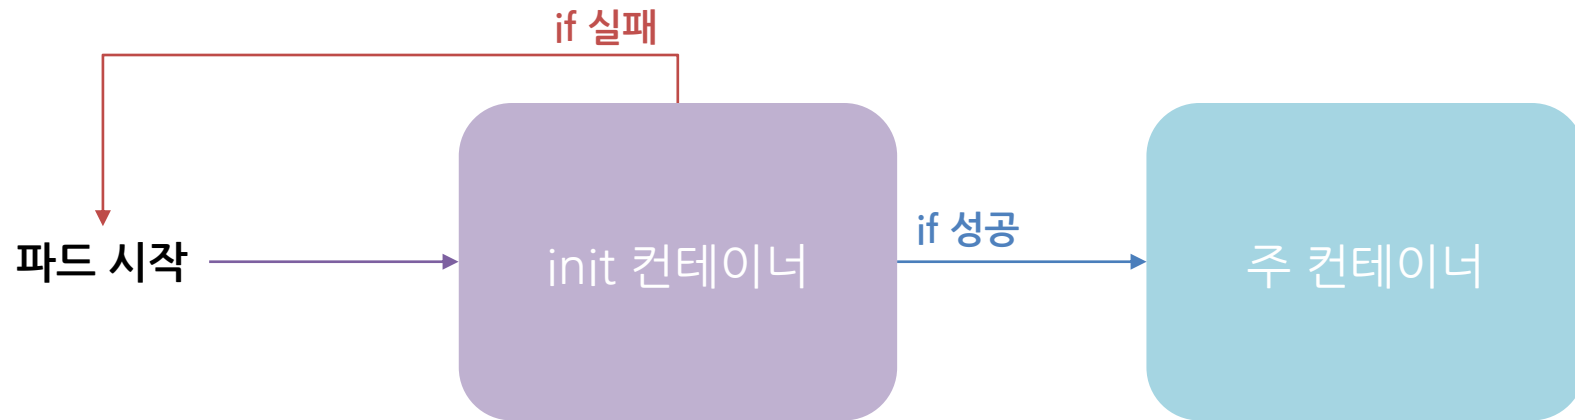 if 실패
파드 시작
init 컨테이너
if 성공
주 컨테이너